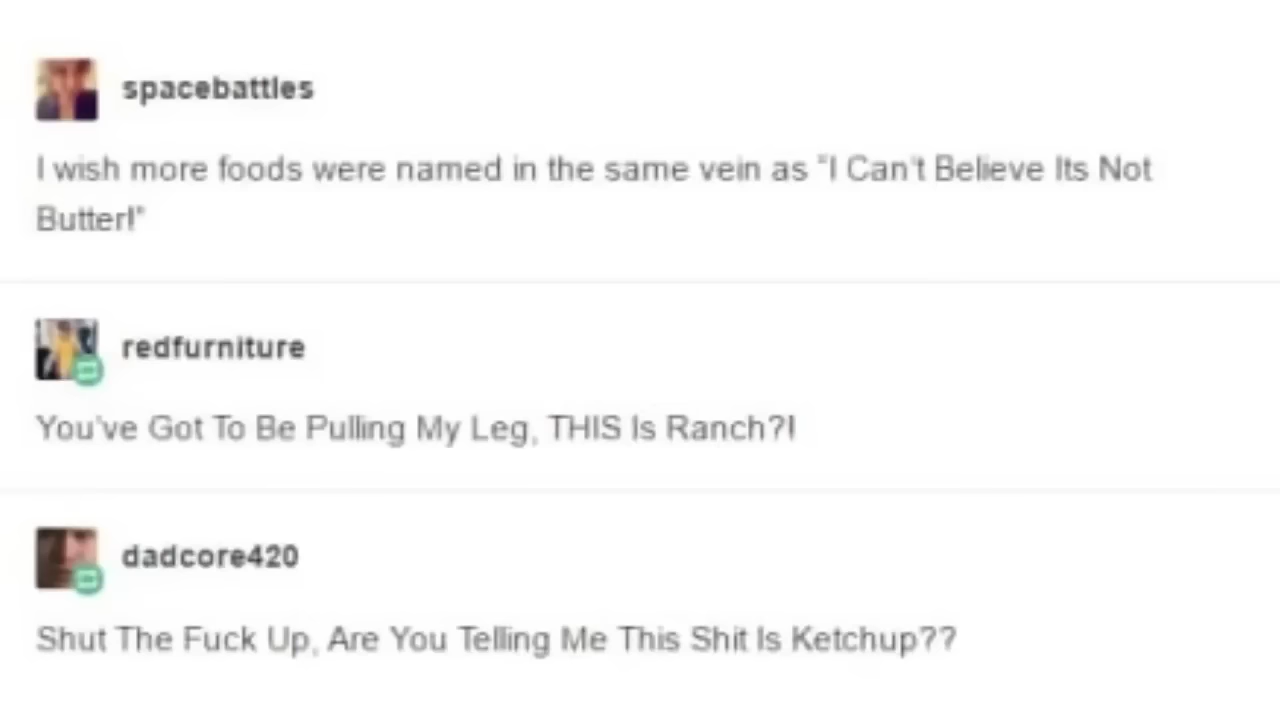 spacebattles
I wish more foods were named in the same vein as "I Can't Believe Its Not
Butter!"
redfurniture
You've Got To Be Pulling My Leg, THIS Is Ranch?!
dadcore420
Shut The Fuck Up, Are You Telling Me This Shit Is Ketchup??